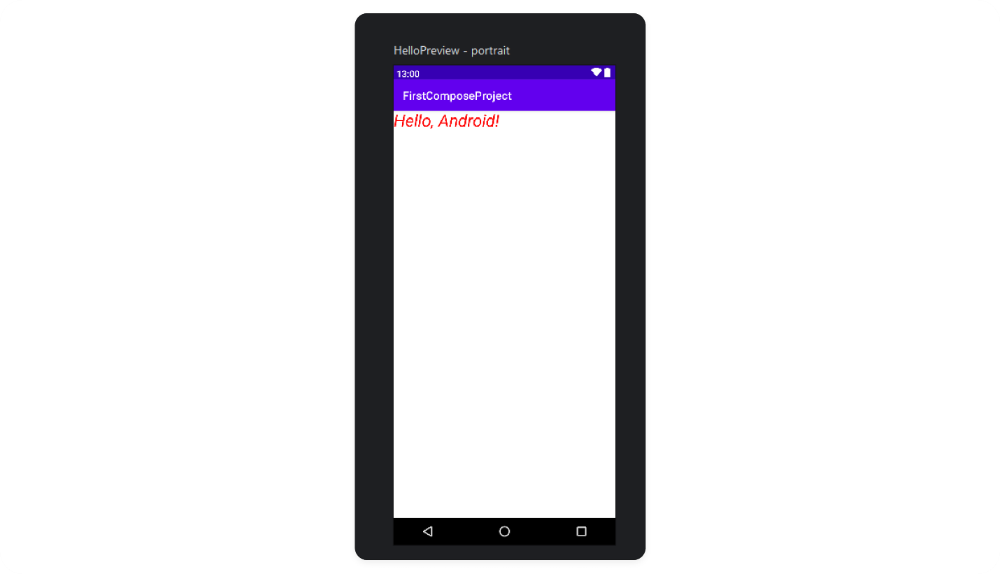 HelloPreview - portrait
13:00
FirstComposeProject
Hello, Android!